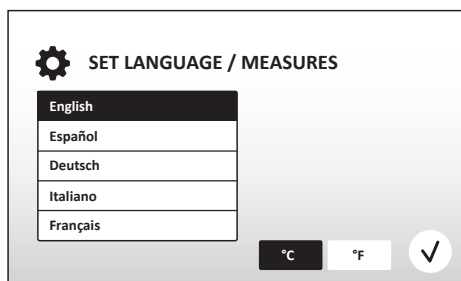 SET LANGUAGE / MEASURES
English
Español
Deutsch
Italiano
Français
°C °F